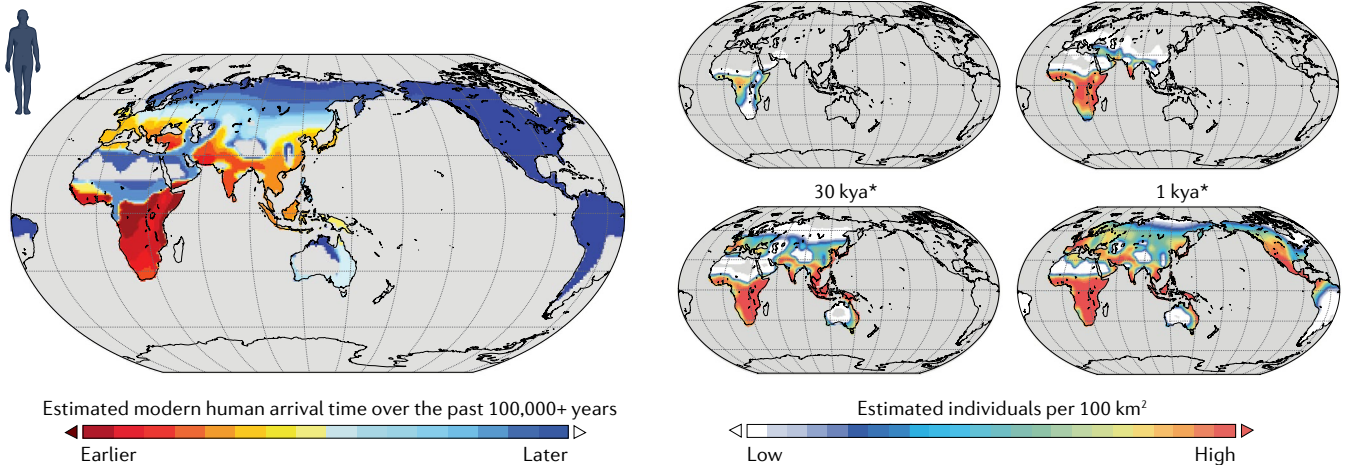 30 kya*
1 kya*
Estimated modern human arrival time over the past 100,000+ years
Earlier
Later
Estimated individuals per 100 km²
Low
High